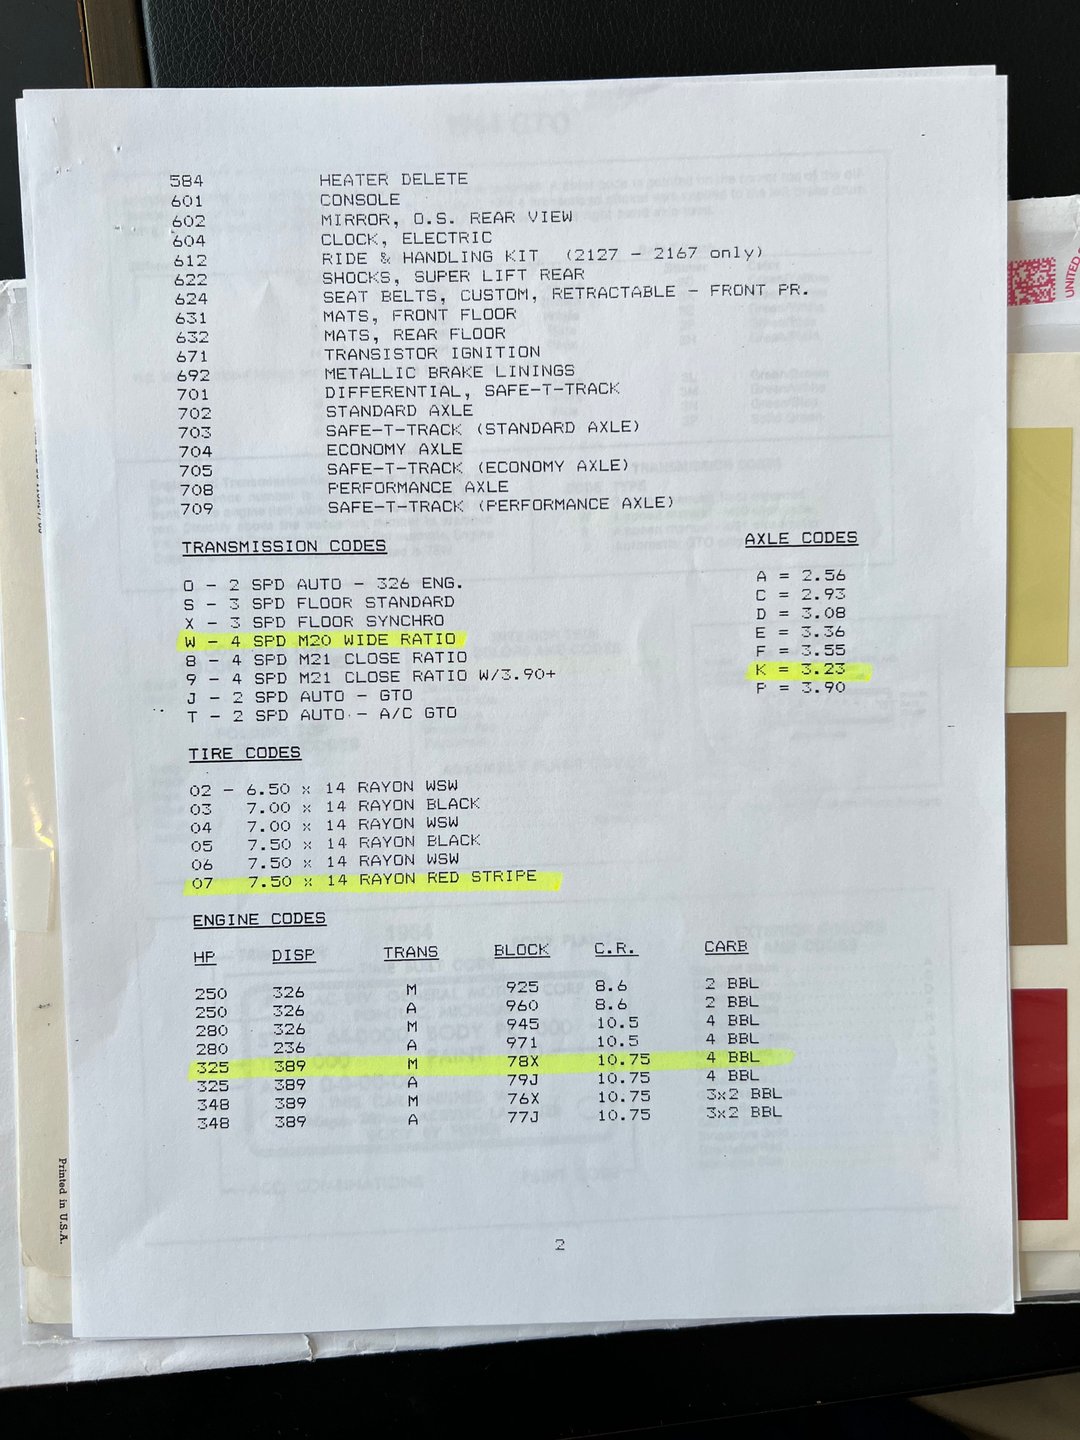 584 HEATER DELETE
601 CONSOLE
602 MIRROR, O.S. REAR VIEW
604 CLOCK, ELECTRIC
612 RIDE & HANDLING KIT (2127 - 2167 only)
622 SHOCKS, SUPER LIFT REAR
624 SEAT BELTS, CUSTOM, RETRACTABLE - FRONT PR.
631 MATS, FRONT FLOOR
632 MATS, REAR FLOOR
671 TRANSISTOR IGNITION
692 METALLIC BRAKE LININGS
701 DIFFERENTIAL, SAFE-T-TRACK
702 STANDARD AXLE
703 SAFE-T-TRACK (STANDARD AXLE)
704 ECONOMY AXLE
705 SAFE-T-TRACK (ECONOMY AXLE)
708 PERFORMANCE AXLE
709 SAFE-T-TRACK (PERFORMANCE AXLE)
TRANSMISSION CODES
O - 2 SPD AUTO - 326 ENG.
S - 3 SPD FLOOR STANDARD
X - 3 SPD FLOOR SYNCHRO
W - 4 SPD M20 WIDE RATIO
8 - 4 SPD M21 CLOSE RATIO
9 - 4 SPD M21 CLOSE RATIO W/3.90+
J - 2 SPD AUTO - GTO
T - 2 SPD AUTO - A/C GTO
AXLE CODES
A = 2.56
C = 2.93
D = 3.08
E = 3.36
F = 3.55
K = 3.23
P = 3.90
TIRE CODES
02 - 6.50 x 14 RAYON WSW
03 7.00 x 14 RAYON BLACK
04 7.00 x 14 RAYON WSW
05 7.50 x 14 RAYON BLACK
06 7.50 x 14 RAYON WSW
07 7.50 x 14 RAYON RED STRIPE
ENGINE CODES
HP DISP TRANS BLOCK C.R. CARB
250 326 M 925 8.6 2 BBL
250 326 A 960 8.6 2 BBL
280 326 M 945 10.5 4 BBL
280 236 A 971 10.5 4 BBL
325 389 M 78X 10.75 4 BBL
325 389 A 79J 10.75 4 BBL
348 389 M 76X 10.75 3x2 BBL
348 389 A 77J 10.75 3x2 BBL
2
Printed in U.S.A.
UNITED